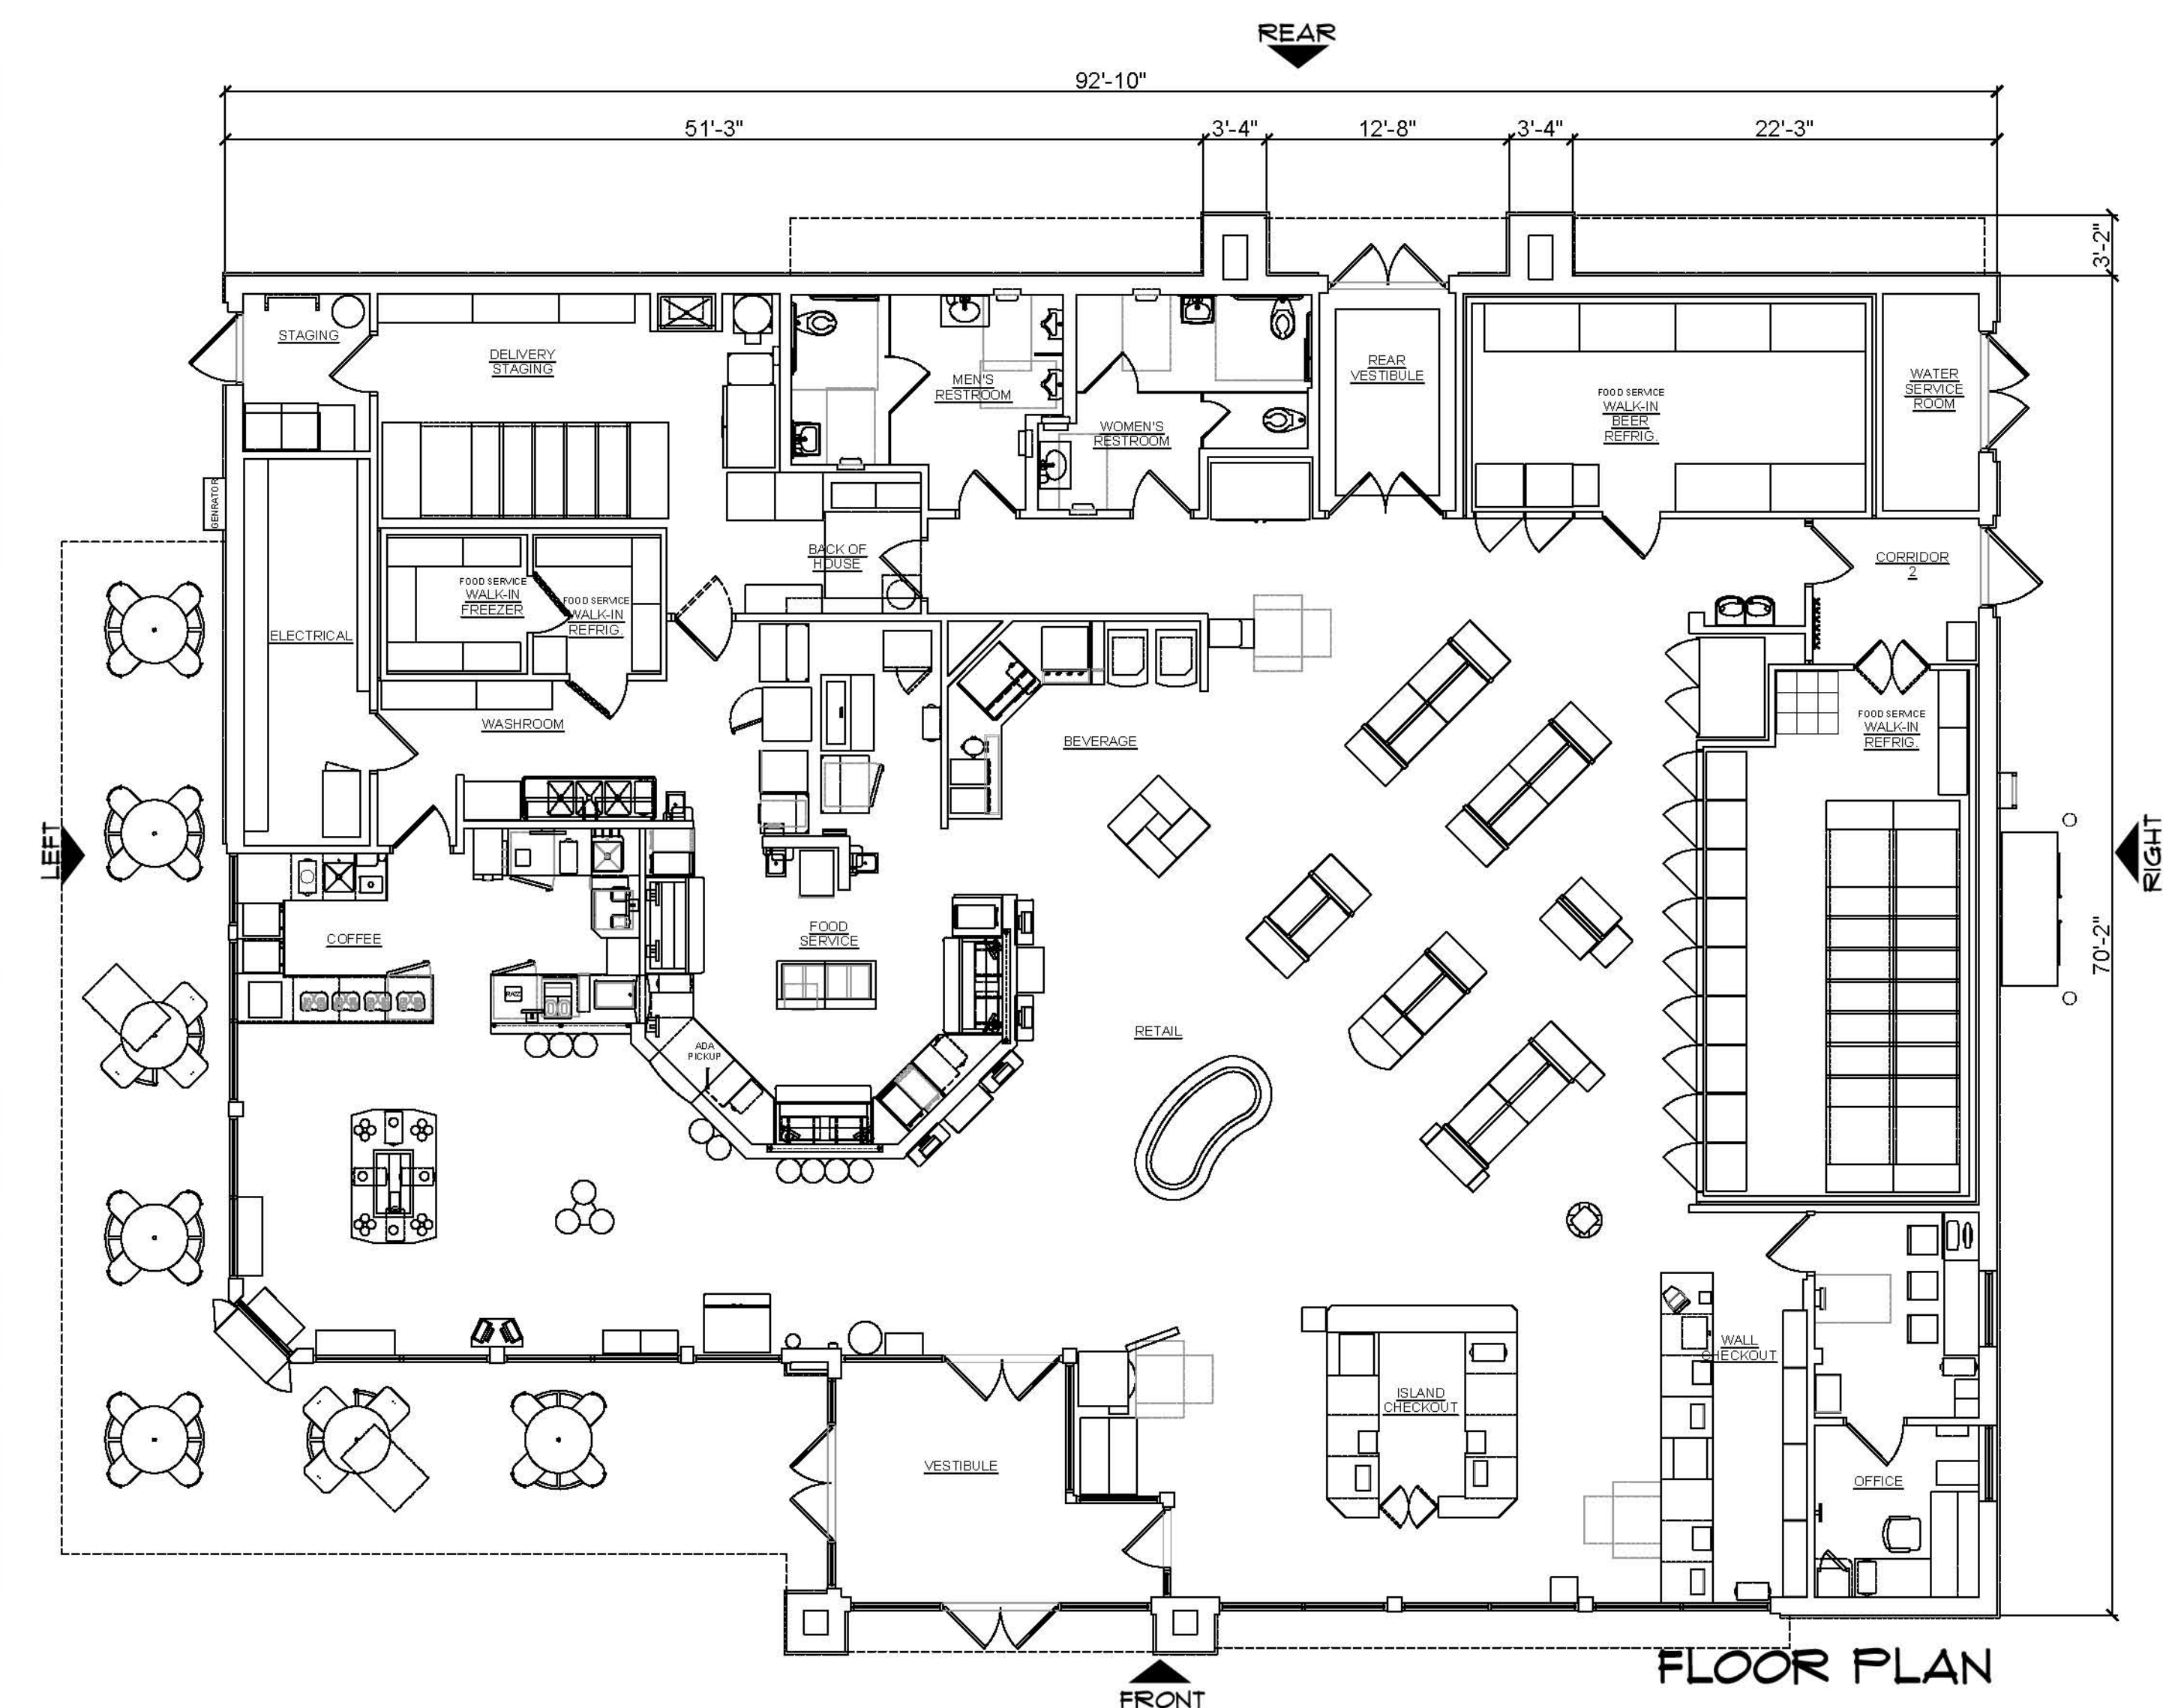 REAR
92'-10"
51'-3"
3'-4"
12'-8"
3'-4"
22'-3"
3'-2"
STAGING
DELIVERY
STAGING
MEN'S
RESTROOM
WOMEN'S
RESTROOM
REAR
VESTIBULE
FOOD SERVICE
WALK-IN
BEER
REFRIG.
WATER
SERVICE
ROOM
GENRATOR
BACK OF
HOUSE
CORRIDOR
2
FOOD SERVICE
WALK-IN
FREEZER
FOOD SERVICE
WALK-IN
REFRIG.
ELECTRICAL
WASHROOM
BEVERAGE
FOOD SERVICE
WALK-IN
REFRIG.
LEFT
RIGHT
70'-2"
COFFEE
FOOD
SERVICE
RETAIL
ADA
PICKUP
WALL
CHECKOUT
ISLAND
CHECKOUT
VESTIBULE
OFFICE
FLOOR PLAN
FRONT